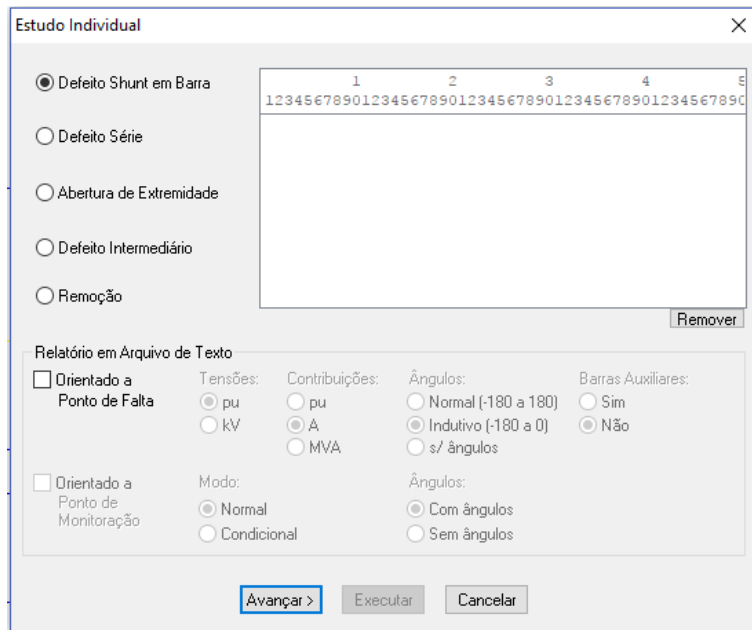 Estudo Individual
Defeito Shunt em Barra
1 2 3 4 5
12345678901234567890123456789012345678901234567890
Defeito Série
Abertura de Extremidade
Defeito Intermediário
Remoção
Remover
Relatório em Arquivo de Texto
Orientado a Ponto de Falta
Tensões:
pu
kV
Contribuições:
pu
A
MVA
Ângulos:
Normal (-180 a 180)
Indutivo (-180 a 0)
s/ ângulos
Barras Auxiliares:
Sim
Não
Orientado a
Ponto de
Monitoração
Modo:
Normal
Condicional
Ângulos:
Com ângulos
Sem ângulos
Avançar >
Executar
Cancelar